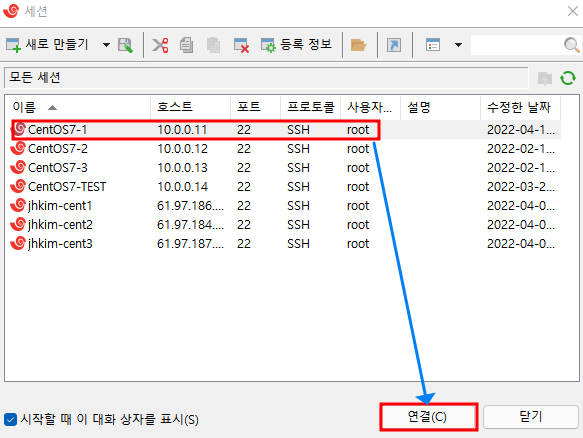 세션
새로 만들기 등록 정보
모든 세션
이름 호스트 포트 프로토콜 사용자... 설명 수정한 날짜
CentOS7-1 10.0.0.11 22 SSH root 2022-04-1...
CentOS7-2 10.0.0.12 22 SSH root 2022-02-1...
CentOS7-3 10.0.0.13 22 SSH root 2022-02-1...
CentOS7-TEST 10.0.0.14 22 SSH root 2022-03-2...
jhkim-cent1 61.97.186.... 22 SSH root 2022-04-0...
jhkim-cent2 61.97.184.... 22 SSH root 2022-04-0...
jhkim-cent3 61.97.187.... 22 SSH root 2022-04-0...
시작할 때 이 대화 상자를 표시(S) 연결(C) 닫기